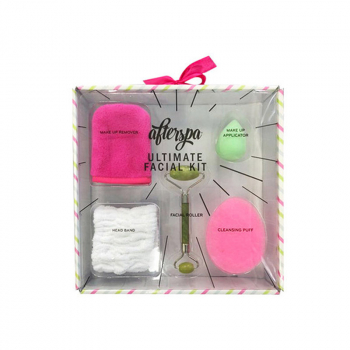 afterspa
ULTIMATE
FACIAL KIT
MAKE UP REMOVER
MAKE UP
APPLICATOR
FACIAL ROLLER
HEAD BAND
CLEANSING PUFF